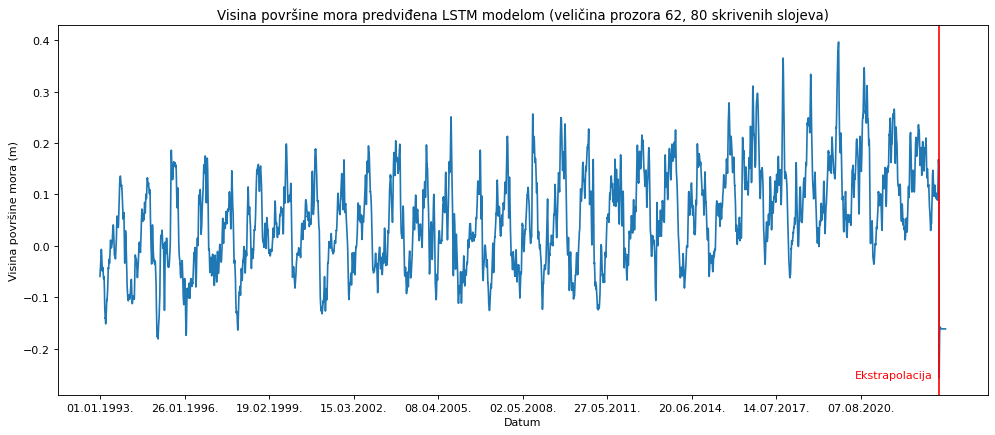 Visina površine mora predviđena LSTM modelom (veličina prozora 62, 80 skrivenih slojeva)
0.4
0.3
0.2
0.1
0.0
−0.1
−0.2
Visina površine mora (m)
Ekstrapolacija
01.01.1993. 26.01.1996. 19.02.1999. 15.03.2002. 08.04.2005. 02.05.2008. 27.05.2011. 20.06.2014. 14.07.2017. 07.08.2020.
Datum